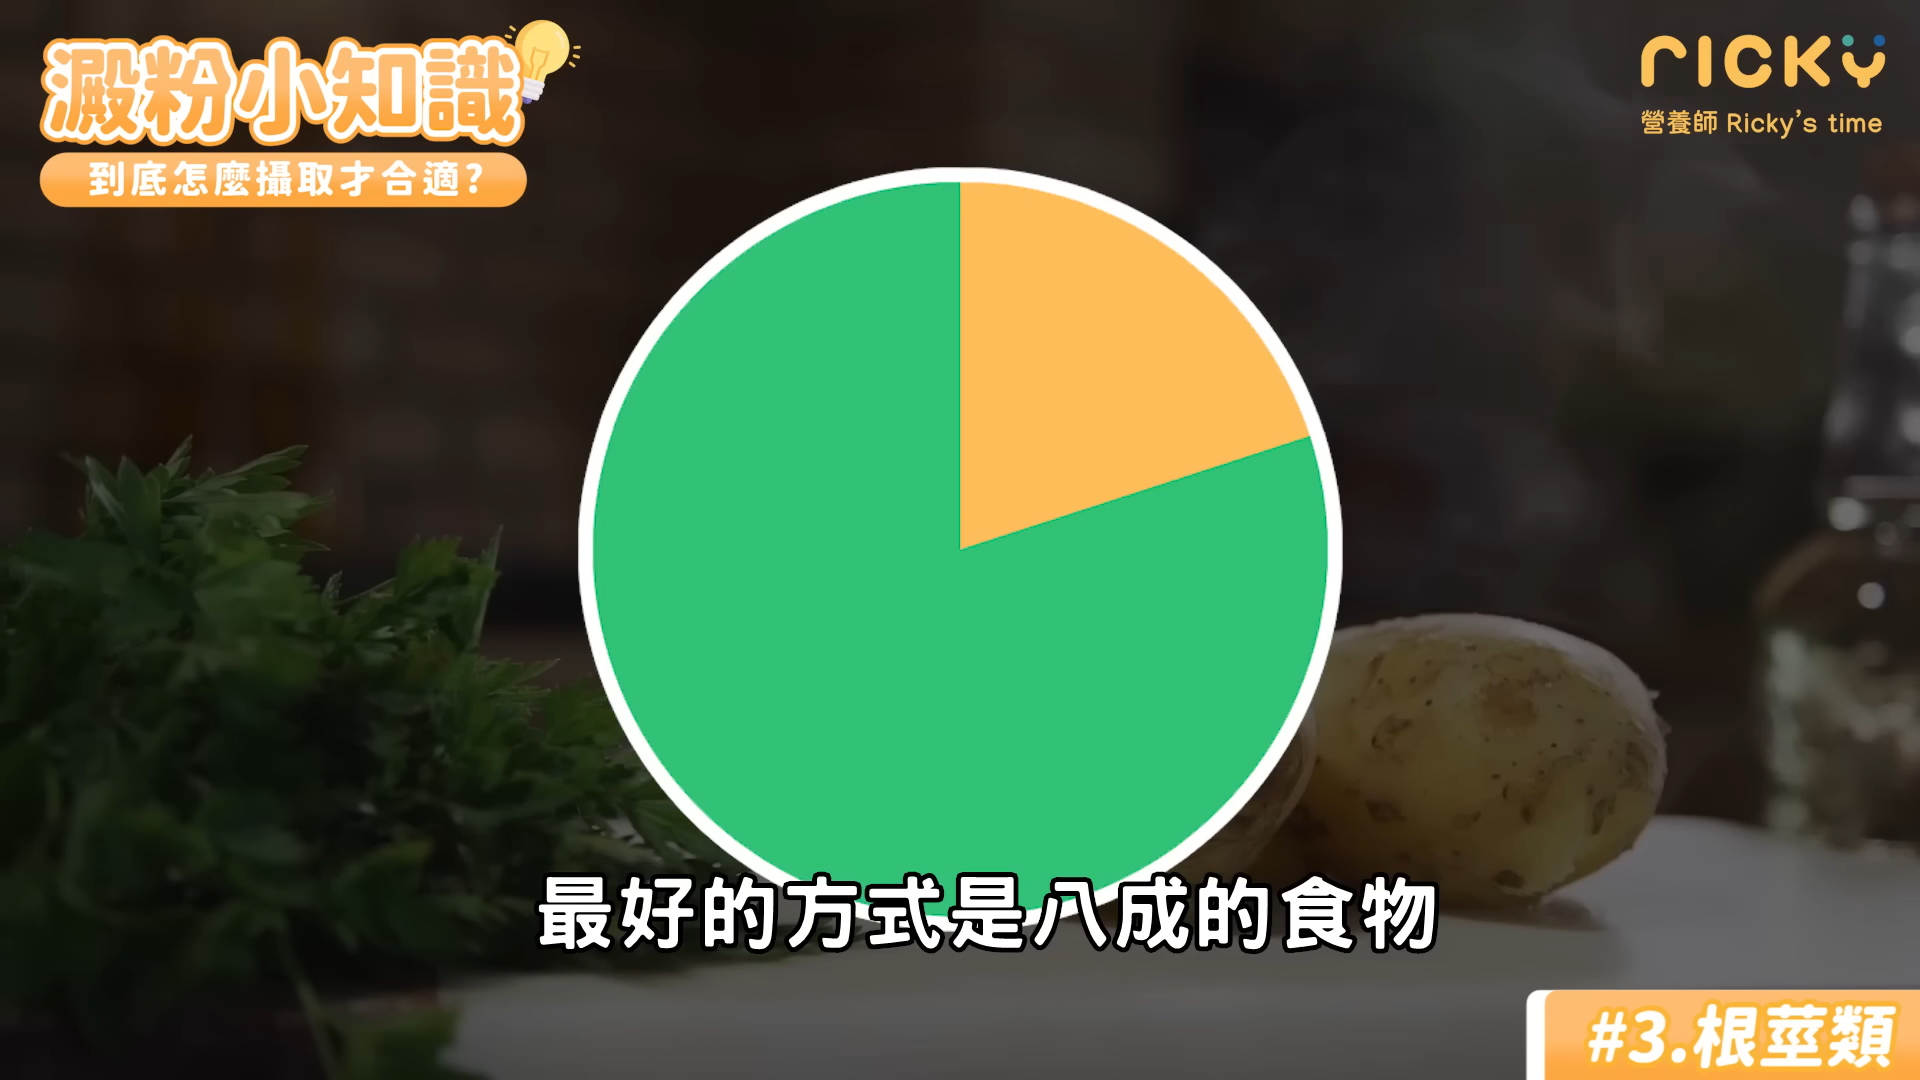 澱粉小知識
到底怎麼攝取才合適?
RICKY
營養師 Ricky's time
最好的方式是八成的食物
#3.根莖類